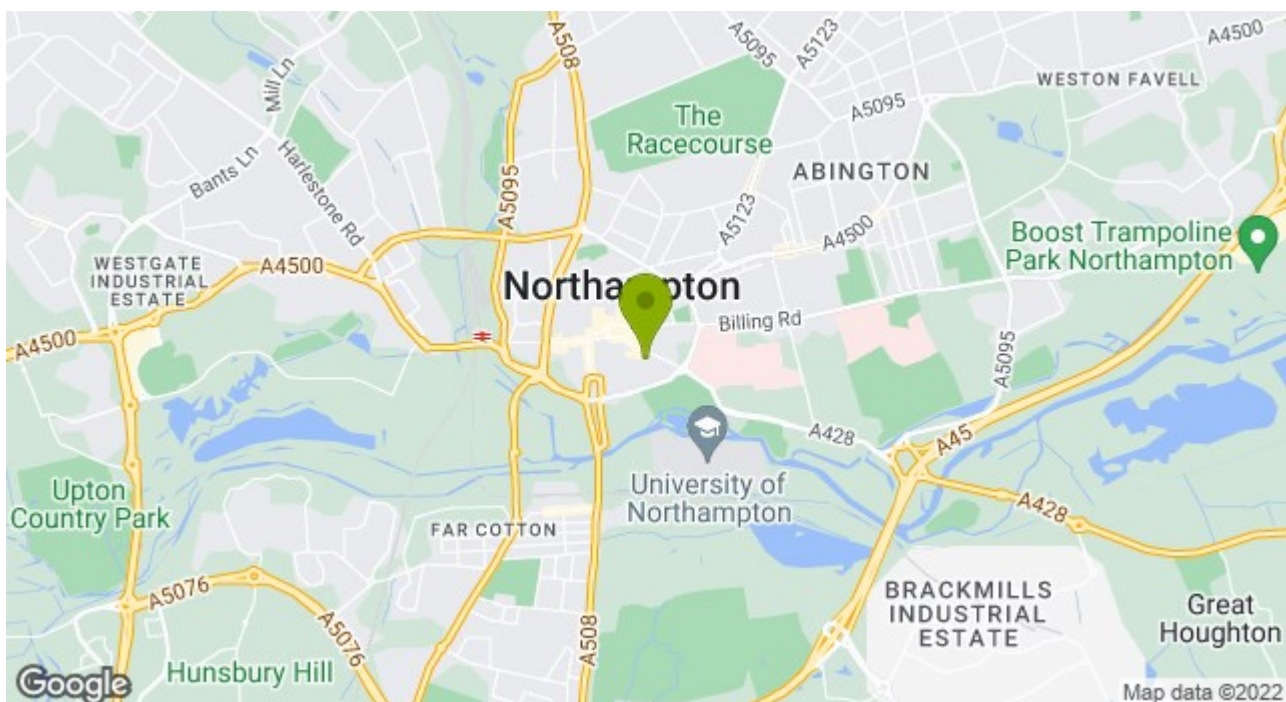 A508
A5095
A5123
A4500
Mill Ln
WESTON FAVELL
A5095
The
Racecourse
Bants Ln
Harlestone Rd
A5095
ABINGTON
A5123
A4500
Boost Trampoline
Park Northampton
WESTGATE
INDUSTRIAL
ESTATE
A4500
Northampton
Billing Rd
A4500
A5095
A428
A45
Upton
Country Park
University of
Northampton
FAR COTTON
A428
A5076
A5076
A508
BRACKMILLS
INDUSTRIAL
ESTATE
Great
Houghton
Hunsbury Hill
Google
Map data ©2022